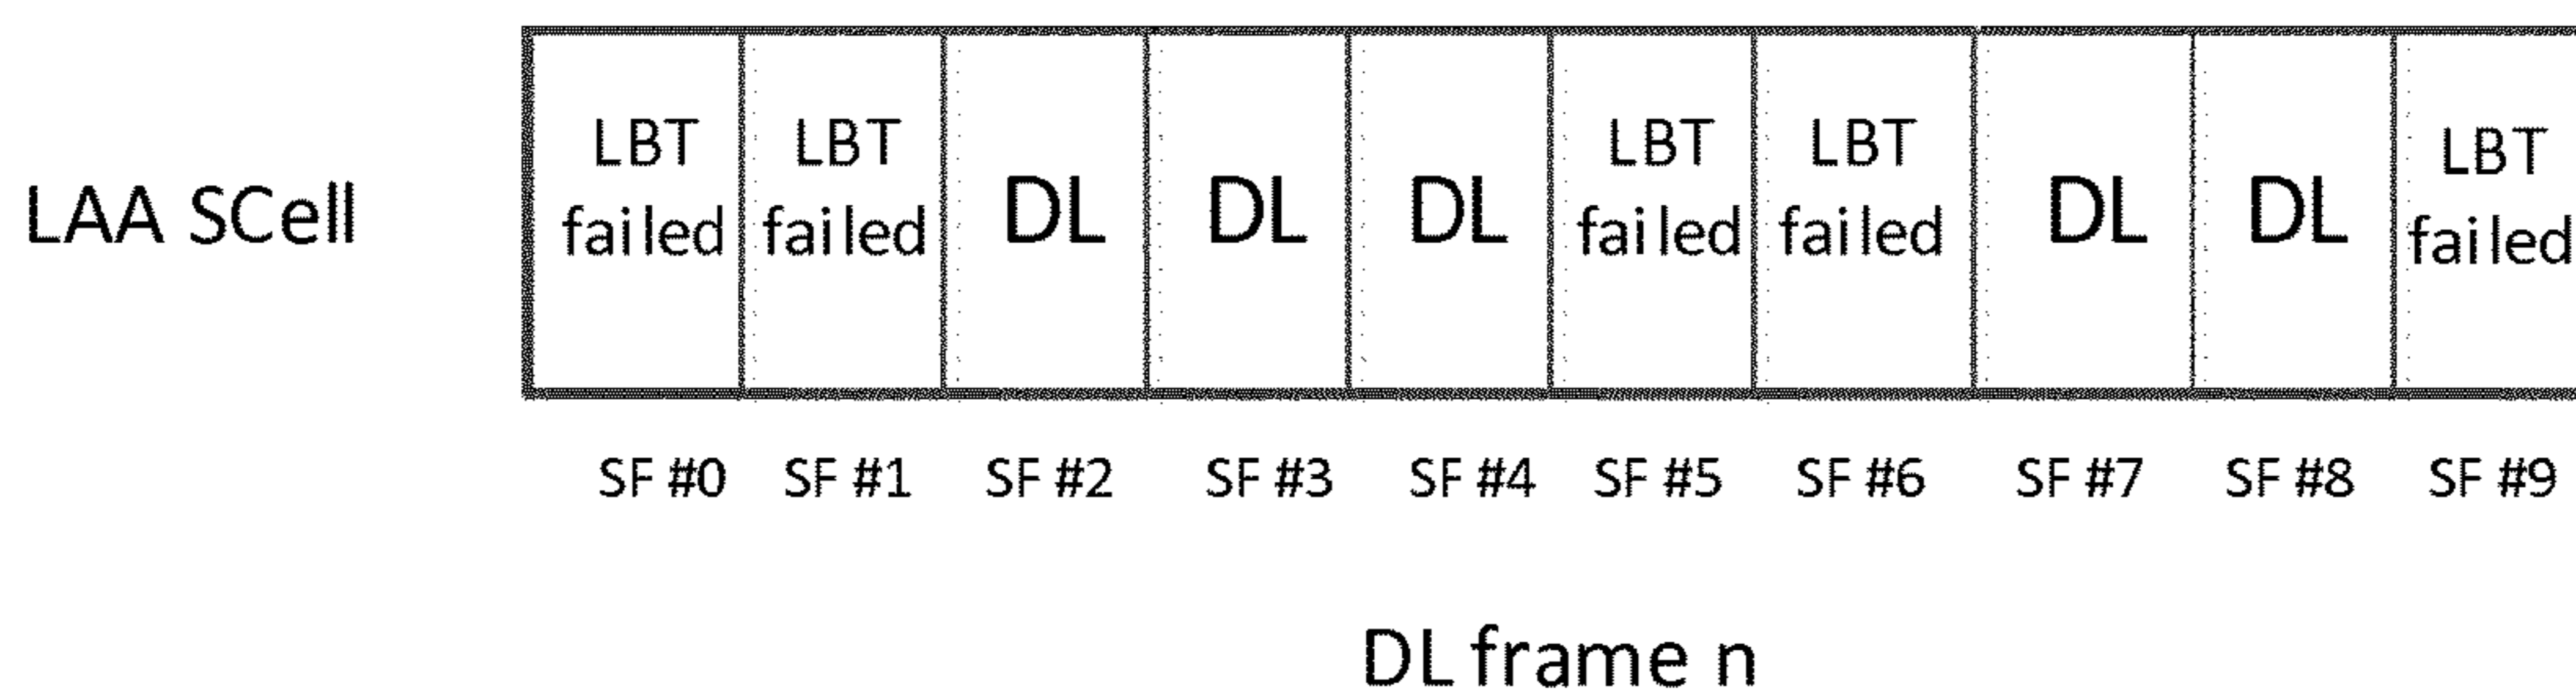 LAA SCell
LBT failed
LBT failed
DL
DL
DL
LBT failed
LBT failed
DL
DL
LBT failed
SF #0 SF #1 SF #2 SF #3 SF #4 SF #5 SF #6 SF #7 SF #8 SF #9
DL frame n